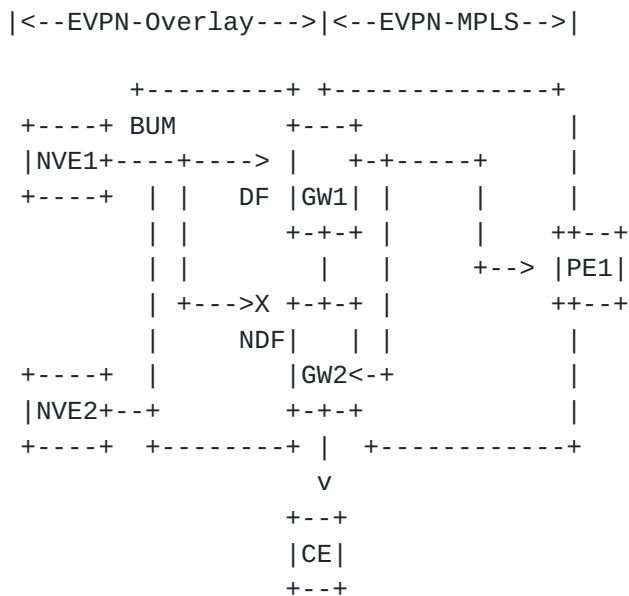 |<--EVPN-Overlay--->|<--EVPN-MPLS-->|

        +---------+ +--------------+
 +----+ BUM       +---+             |
 |NVE1+----+----> |   +-+-----+     |
 +----+  | |   DF |GW1| |     |     |
         | |      +-+-+ |     |    ++--+
         | |        |   |     +--> |PE1|
         | +--->X +-+-+ |          ++--+
         |     NDF|   | |           |
 +----+  |        |GW2<-+           |
 |NVE2+--+        +-+-+             |
 +----+  +--------+ |  +------------+
                    v
                  +--+
                  |CE|
                  +--+